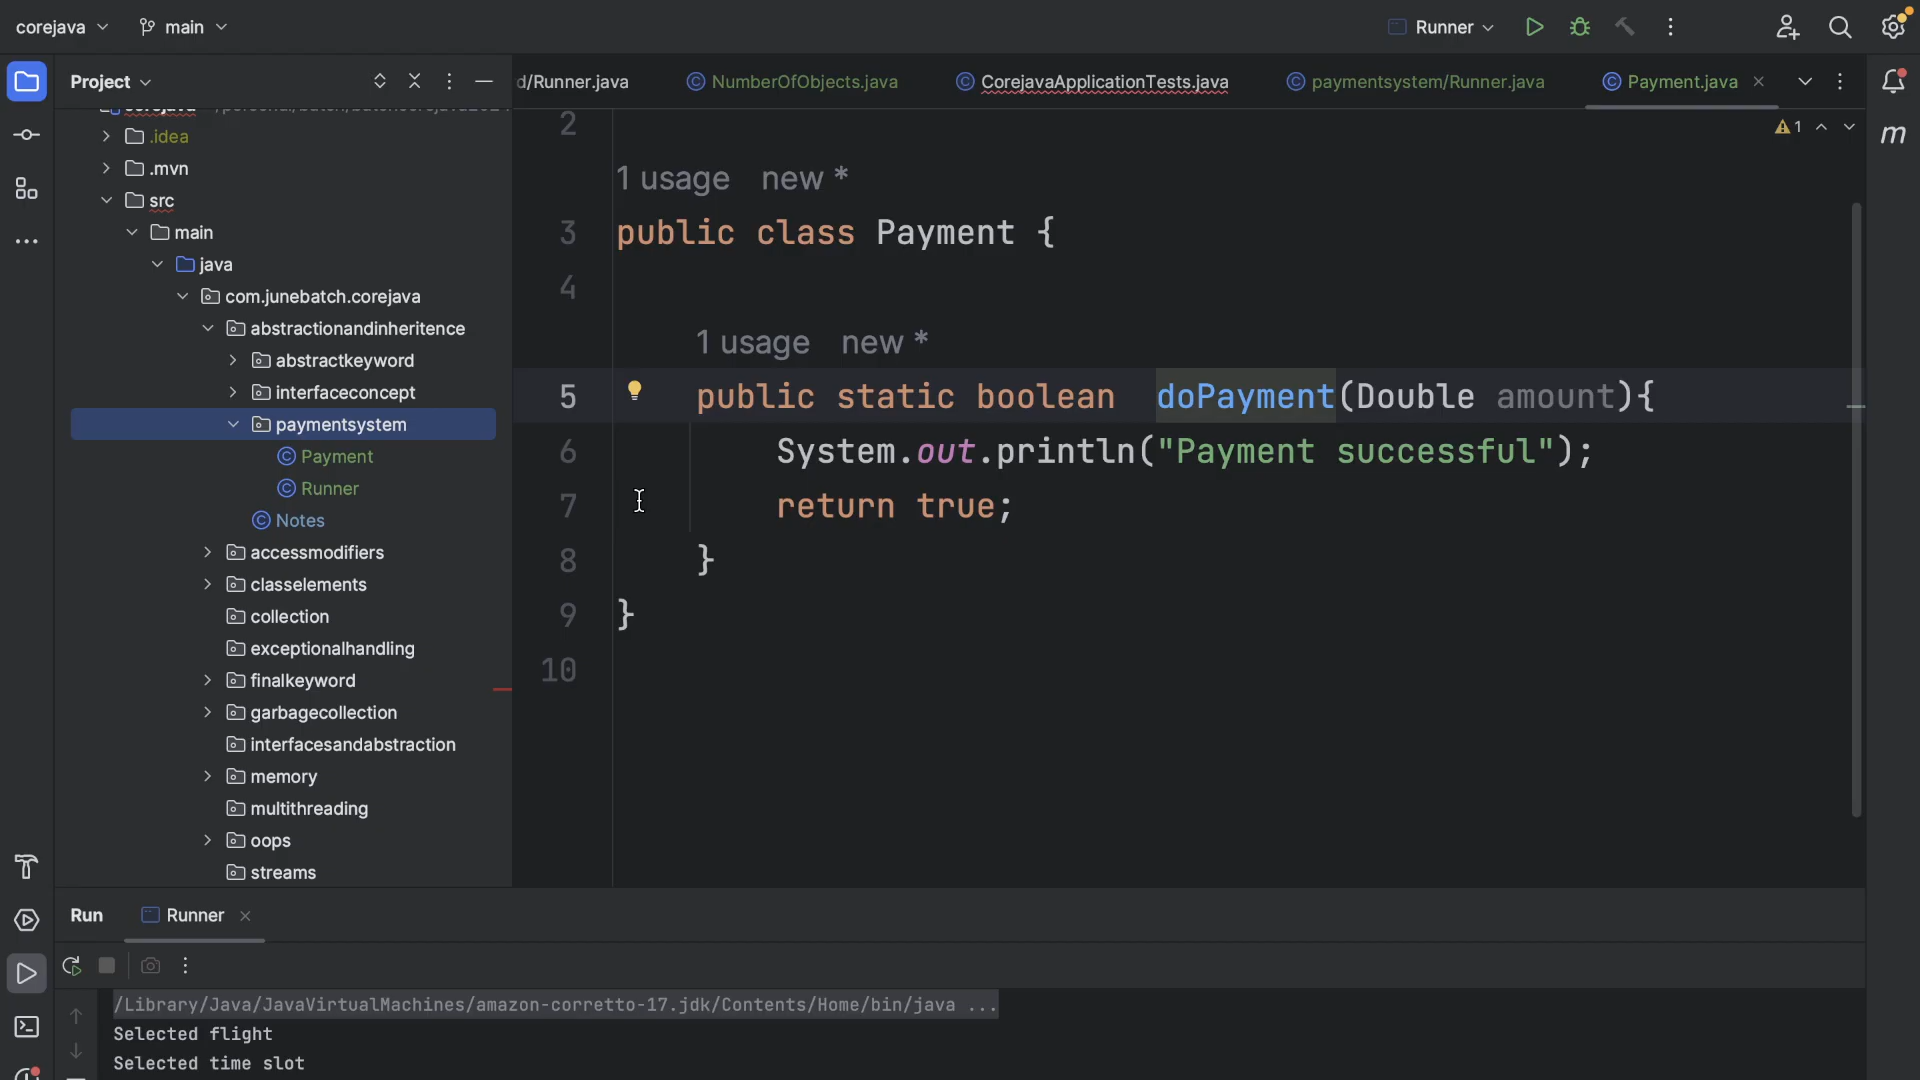 corejava
main
Runner
Project
d/Runner.java
NumberOfObjects.java
CorejavaApplicationTests.java
paymentsystem/Runner.java
Payment.java
.idea
.mvn
src
main
java
com.junebatch.corejava
abstractionandinheritence
abstractkeyword
interfaceconcept
paymentsystem
Payment
Runner
Notes
accessmodifiers
classelements
collection
exceptionalhandling
finalkeyword
garbagecollection
interfacesandabstraction
memory
multithreading
oops
streams
1
m
2
1 usage new *
3 public class Payment {
4
1 usage new *
5 public static boolean doPayment(Double amount){
6 System.out.println("Payment successful");
7 return true;
8 }
9 }
10
Run
Runner
/Library/Java/JavaVirtualMachines/amazon-corretto-17.jdk/Contents/Home/bin/java ...
Selected flight
Selected time slot